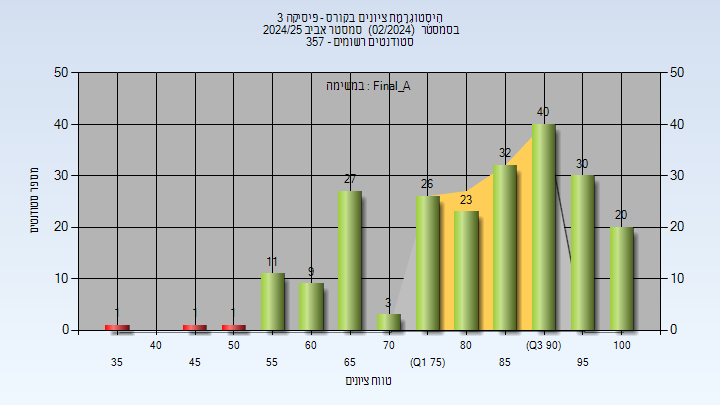 היסטוגרמת ציונים בקורס - פיסיקה 3
בסמסטר (02/2024) סמסטר אביב 2024/25
סטודנטים רשומים - 357
במשימה : Final_A
מספר סטודנטים
50 40 30 20 10 0
50 40 30 20 10 0
1 1 1 11 9 27 3 26 23 32 40 30 20
40 50 60 70 80 (Q3 90) 100
35 45 55 65 (Q1 75) 85 95
טווח ציונים